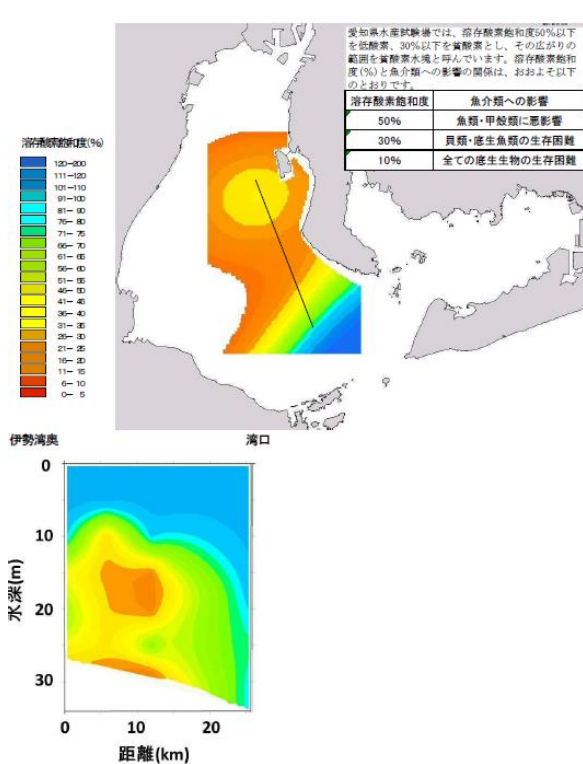 愛知県水産試験場では、溶存酸素飽和度50%以下
を低酸素、30%以下を貧酸素とし、その広がりの
範囲を貧酸素水塊と呼んでいます。溶存酸素飽和
度(%)と魚介類への影響の関係は、おおよそ以下
のとおりです。
溶存酸素飽和度 魚介類への影響
50% 魚類・甲殻類に悪影響
30% 貝類・底生魚類の生存困難
10% 全ての底生生物の生存困難
溶存酸素飽和度(%)
120-200
111-120
101-110
91-100
81-90
76-80
71-75
66-70
61-65
56-60
51-55
46-50
41-45
36-40
31-35
26-30
21-25
16-20
11-15
6-10
0-5
伊勢湾奥 湾口
0
10
20
30
水深(m)
0 10 20
距離(km)